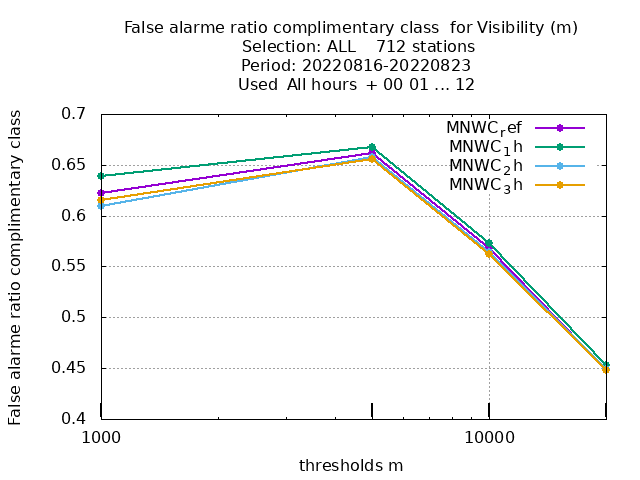 False alarme ratio complimentary class  for Visibility (m)
Selection: ALL    712 stations
Period: 20220816-20220823
Used  All hours  + 00 01 ... 12
False alarme ratio complimentary class
0.7
0.65
0.6
0.55
0.5
0.45
0.4
MNWC_ref
MNWC_1h
MNWC_2h
MNWC_3h
1000
10000
thresholds m